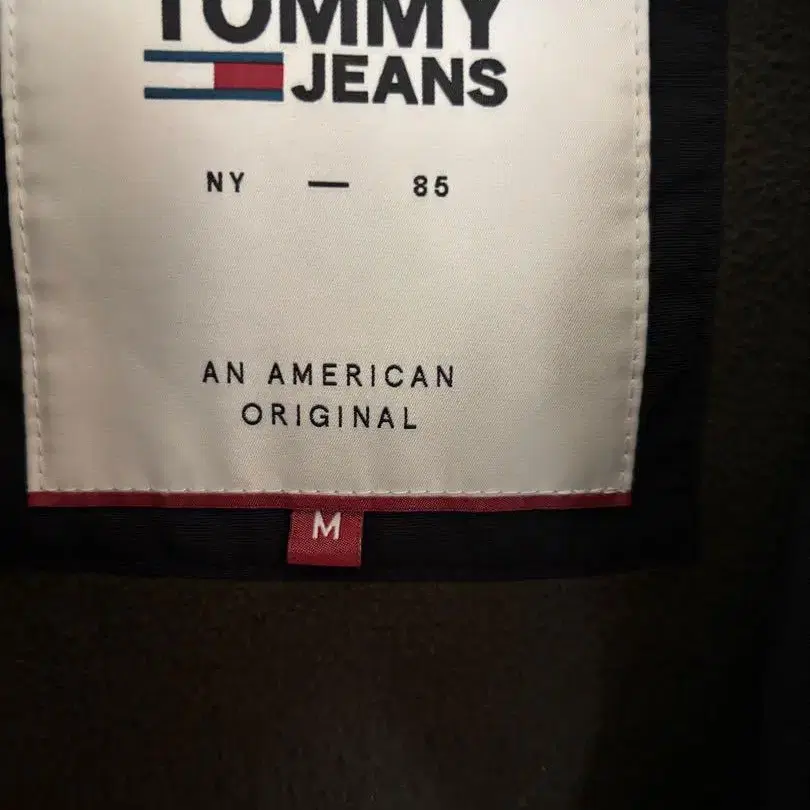 TOMMY
JEANS
NY — 85
AN AMERICAN
ORIGINAL
M